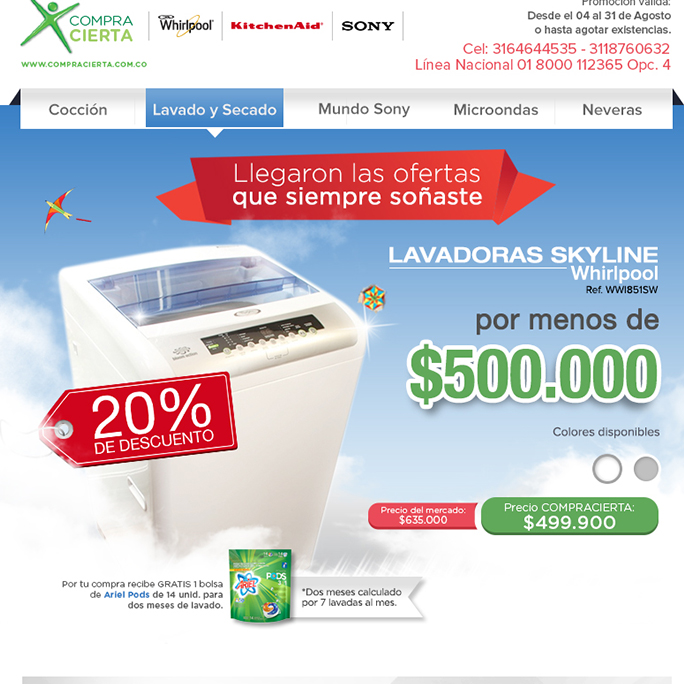 COMPRA
CIERTA
WWW.COMPRACIERTA.COM.CO
Whirlpool
KitchenAid
SONY
Promoción válida:
Desde el 04 al 31 de Agosto
o hasta agotar existencias.
Cel: 3164644535 - 3118760632
Línea Nacional 01 8000 112365 Opc. 4
Cocción
Lavado y Secado
Mundo Sony
Microondas
Neveras
Llegaron las ofertas
que siempre soñaste
LAVADORAS SKYLINE
Whirlpool
Ref. WWI851SW
por menos de
$500.000
20%
DE DESCUENTO
Colores disponibles
Precio del mercado:
$635.000
Precio COMPRACIERTA:
$499.900
Por tu compra recibe GRATIS 1 bolsa
de Ariel Pods de 14 unid. para
dos meses de lavado.
ARIEL
PODS
*Dos meses calculado
por 7 lavadas al mes.